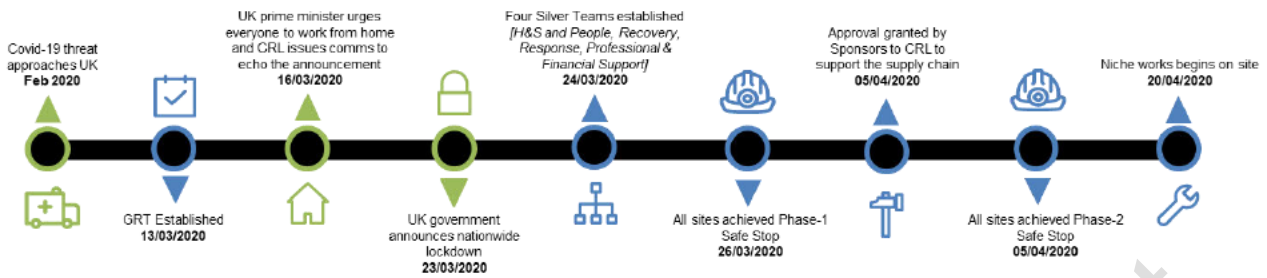 Covid-19 threat
approaches UK
Feb 2020
GRT Established
13/03/2020
UK prime minister urges
everyone to work from home
and CRL issues comms to
echo the announcement
16/03/2020
UK government
announces nationwide
lockdown
23/03/2020
Four Silver Teams established
[H&S and People, Recovery,
Response, Professional &
Financial Support]
24/03/2020
All sites achieved Phase-1
Safe Stop
26/03/2020
Approval granted by
Sponsors to CRL to
support the supply chain
05/04/2020
All sites achieved Phase-2
Safe Stop
05/04/2020
Niche works begins on site
20/04/2020